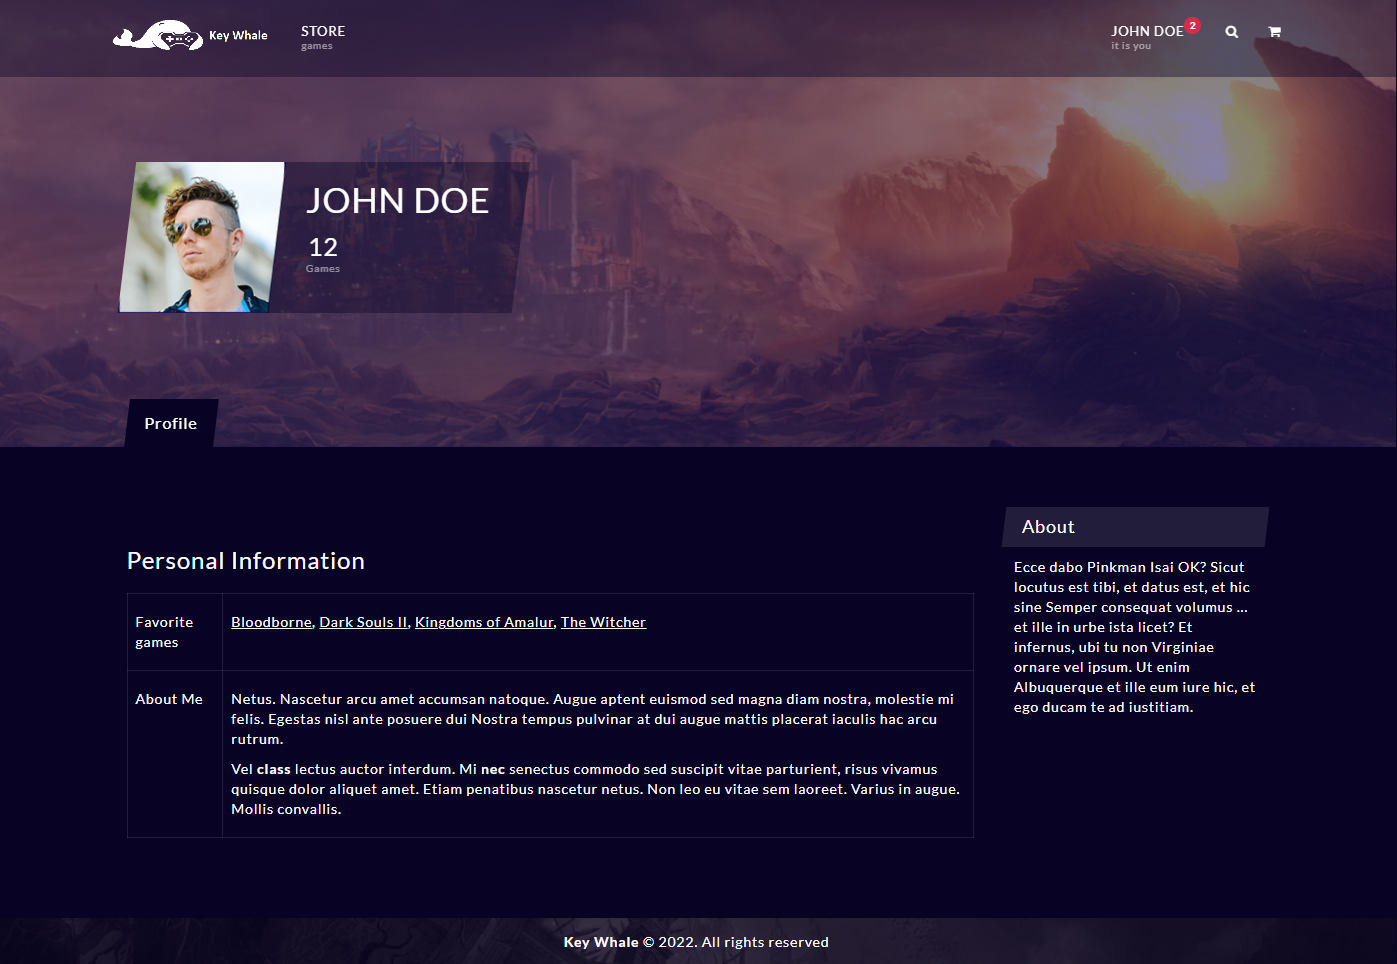 Key Whale
STORE
games
JOHN DOE 2
it is you
JOHN DOE
12
Games
Profile
Personal Information
Favorite
games
Bloodborne, Dark Souls II, Kingdoms of Amalur, The Witcher
About Me
Netus. Nascetur arcu amet accumsan natoque. Augue aptent euismod sed magna diam nostra, molestie mi
felis. Egestas nisl ante posuere dui Nostra tempus pulvinar at dui augue mattis placerat iaculis hac arcu
rutrum.
Vel class lectus auctor interdum. Mi nec senectus commodo sed suscipit vitae parturient, risus vivamus
quisque dolor aliquet amet. Etiam penatibus nascetur netus. Non leo eu vitae sem laoreet. Varius in augue.
Mollis convallis.
About
Ecce dabo Pinkman Isai OK? Sicut
locutus est tibi, et datus est, et hic
sine Semper consequat volumus ...
et ille in urbe ista licet? Et
infernus, ubi tu non Virginiae
ornare vel ipsum. Ut enim
Albuquerque et ille eum iure hic, et
ego ducam te ad iustitiam.
Key Whale © 2022. All rights reserved